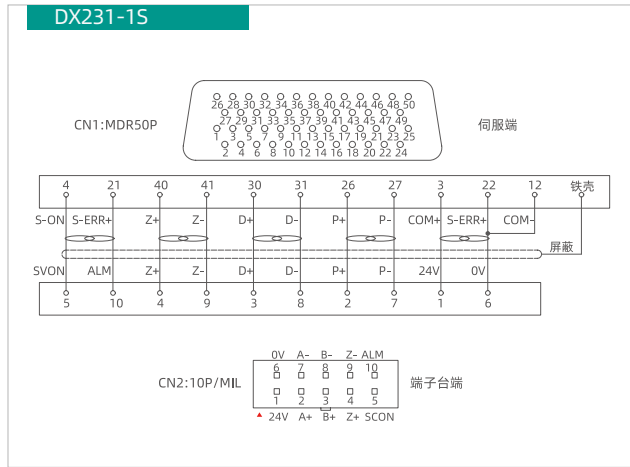 DX231-1S
26 28 30 32 34 36 38 40 42 44 46 48 50
27 29 31 33 35 37 39 41 43 45 47 49
CN1:MDR50P
伺服端
1 3 5 7 9 11 13 15 17 19 21 23 25
2 4 6 8 10 12 14 16 18 20 22 24
4 21 40 41 30 31 26 27 3 22 12 铁壳
S-ON S-ERR+ Z+ Z- D+ D- P+ P- COM+ S-ERR+ COM-
屏蔽
SVON ALM Z+ Z- D+ D- P+ P- 24V 0V
5 10 4 9 3 8 2 7 1 6
0V A- B- Z- ALM
6 7 8 9 10
CN2:10P/MIL
端子台端
1 2 3 4 5
24V A+ B+ Z+ SCON